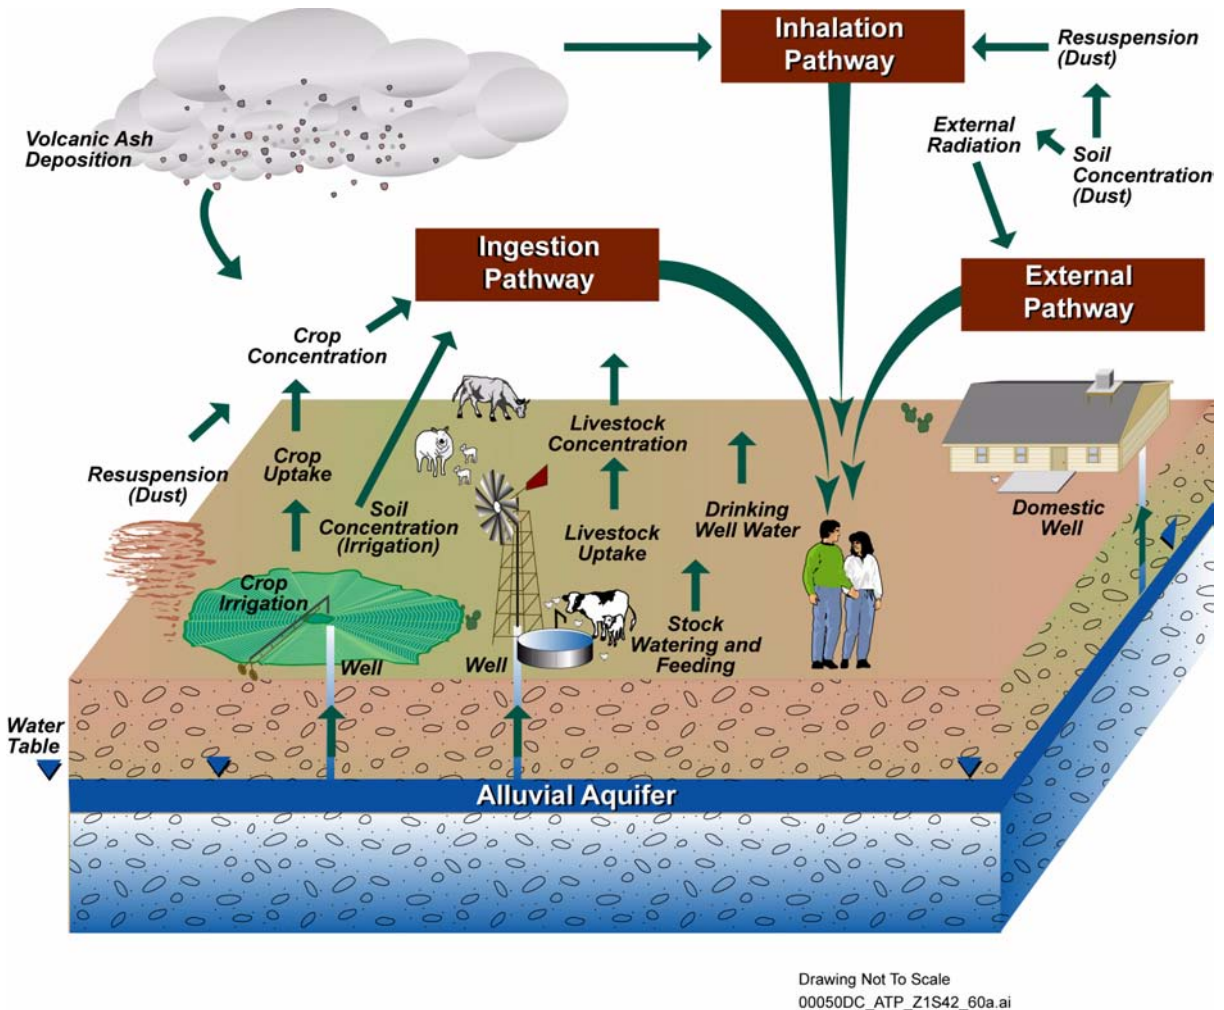 Inhalation
Pathway
Resuspension
(Dust)
Volcanic Ash
Deposition
External
Radiation
Soil
Concentration
(Dust)
Ingestion
Pathway
External
Pathway
Crop
Concentration
Livestock
Concentration
Crop
Uptake
Resuspension
(Dust)
Soil
Concentration
(Irrigation)
Drinking
Well Water
Domestic
Well
Livestock
Uptake
Crop
Irrigation
Stock
Watering and
Feeding
Well
Well
Water
Table
Alluvial Aquifer
Drawing Not To Scale
00050DC_ATP_Z1S42_60a.ai